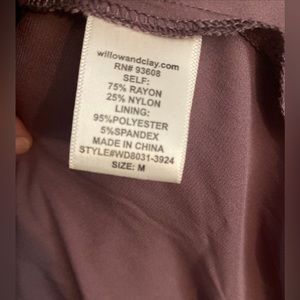 willowandclay.com
RN# 93608
SELF:
75% RAYON
25% NYLON
LINING:
95%POLYESTER
5%SPANDEX
MADE IN CHINA
STYLE#WD8031-3924
SIZE: M